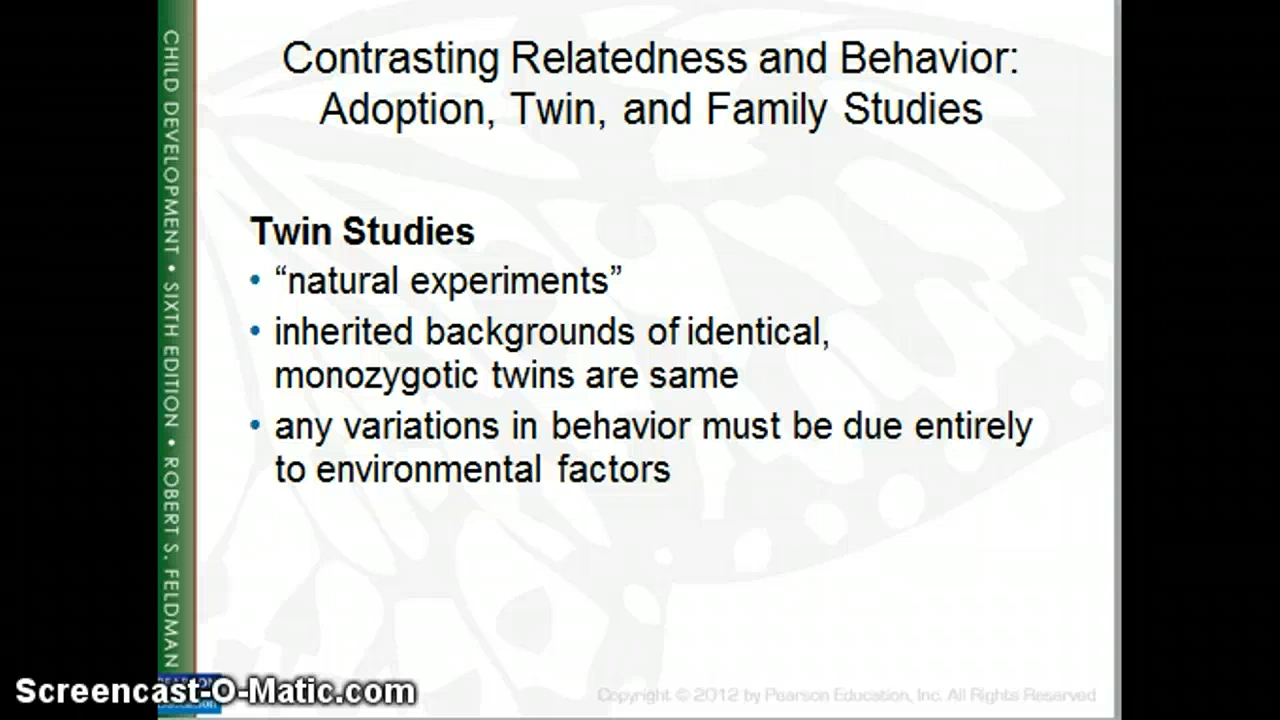 Contrasting Relatedness and Behavior:
Adoption, Twin, and Family Studies
Twin Studies
• “natural experiments”
• inherited backgrounds of identical,
monozygotic twins are same
• any variations in behavior must be due entirely
to environmental factors
CHILD DEVELOPMENT • SIXTH EDITION • ROBERT S. FELDMAN
Screencast-O-Matic.com
Copyright © 2012 by Pearson Education, Inc. All Rights Reserved